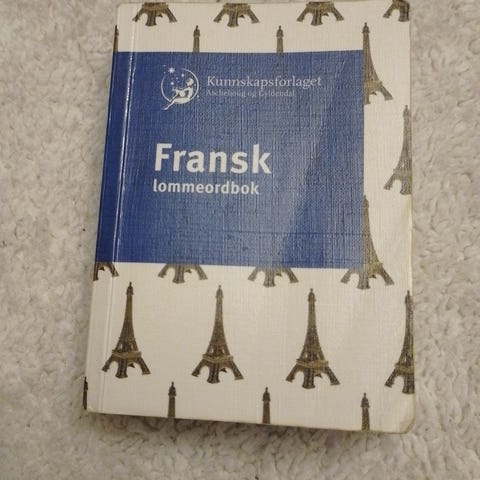 Kunnskapsforlaget
Aschehoug og Gyldendal
Fransk
lommeordbok